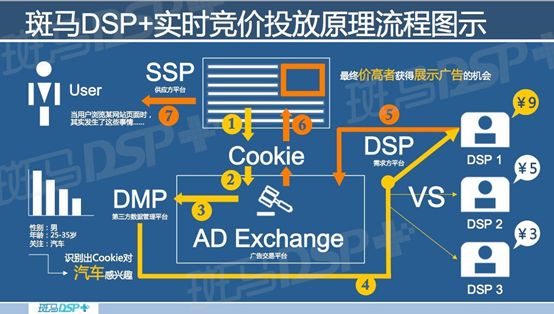 斑马DSP+实时竞价投放原理流程图示
User
当用户浏览某网站页面时，
其实发生了这些事情......
SSP
供应方平台
7
1
6
最终价高者获得展示广告的机会
5
¥9
DSP 1
Cookie
DSP
需求方平台
2
DMP
第三方数据管理平台
3
AD Exchange
广告交易平台
VS
¥5
DSP 2
¥3
DSP 3
性别：男
年龄：25-35岁
关注：汽车
识别出Cookie对
汽车感兴趣
4
斑马DSP+
斑马DSP+